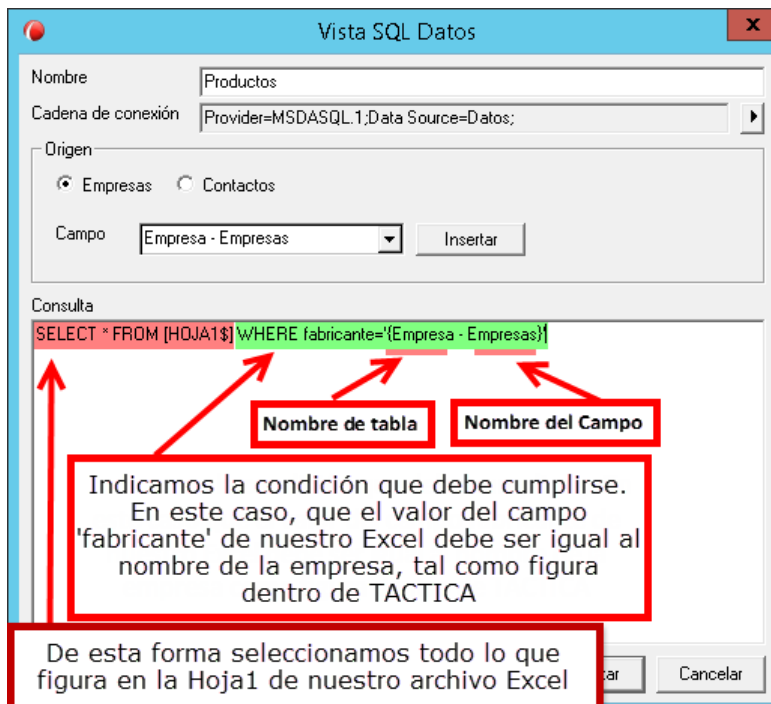 Vista SQL Datos
x
Nombre
Productos
Cadena de conexión
Provider=MSDASQL.1;Data Source=Datos;
Origen
Empresas Contactos
Campo
Empresa - Empresas
Insertar
Consulta
SELECT * FROM [HOJA1$] WHERE fabricante='{Empresa - Empresas}'
Nombre de tabla
Nombre del Campo
Indicamos la condición que debe cumplirse.
En este caso, que el valor del campo
'fabricante' de nuestro Excel debe ser igual al
nombre de la empresa, tal como figura
dentro de TACTICA
De esta forma seleccionamos todo lo que
figura en la Hoja1 de nuestro archivo Excel
Cancelar